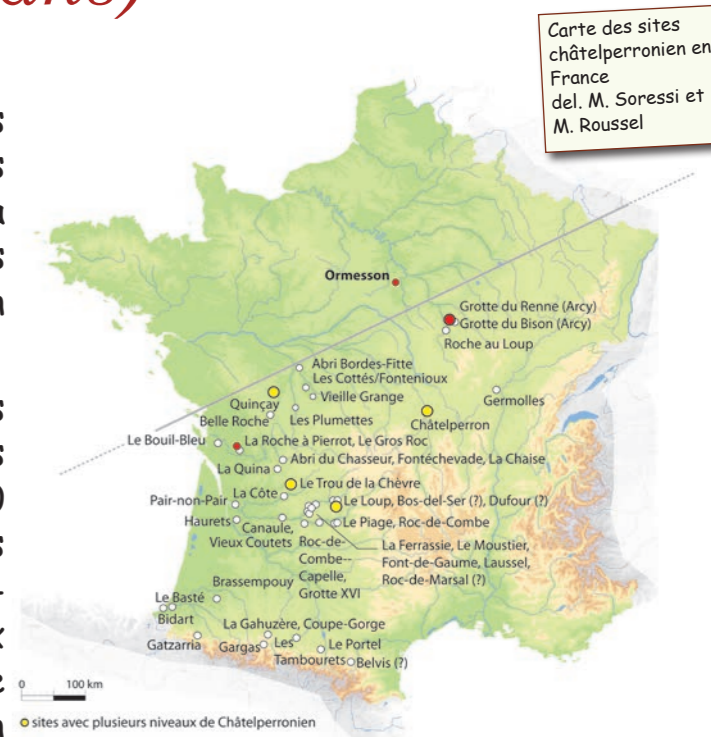 ans)
Carte des sites
châtelperronien en
France
del. M. Soressi et
M. Roussel
s
s
a
s
a
Ormesson
Grotte du Renne (Arcy)
Grotte du Bison (Arcy)
Roche au Loup
Abri Bordes-Fitte
Les Cottés/Fontenioux
Vieille Grange
Quinçay
Belle Roche
Les Plumettes
Châtelperron
Germolles
Le Bouil-Bleu
La Roche à Pierrot, Le Gros Roc
Abri du Chasseur, Fontéchevade, La Chaise
La Quina
Le Trou de la Chèvre
La Côte
Pair-non-Pair
Le Loup, Bos-del-Ser (?), Dufour (?)
Haurets
Canaule,
Vieux Coutets
Le Piage, Roc-de-Combe
Roc-de-
Combe--
Capelle,
Grotte XVI
La Ferrassie, Le Moustier,
Font-de-Gaume, Laussel,
Roc-de-Marsal (?)
Brassempouy
Le Basté
Bidart
La Gahuzère, Coupe-Gorge
Gatzarria
Gargas
Les
Tambourets
Le Portel
Belvis (?)
0 100 km
sites avec plusieurs niveaux de Châtelperronien